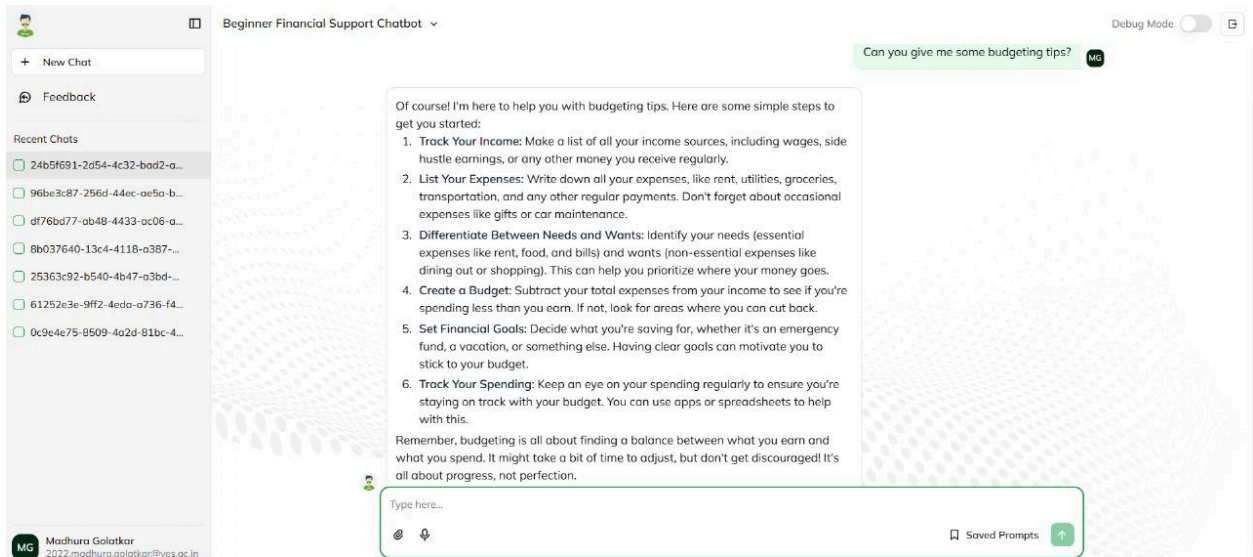 Beginner Financial Support Chatbot
Debug Mode
+ New Chat
Feedback
Recent Chats
24b5f691-2d54-4c32-bad2-a...
96be3c87-256d-44ec-ae5a-b...
df76bd77-ab48-4433-ac06-a...
8b037640-13c4-4118-a387-...
25363c92-b540-4b47-a3bd-...
61252e3e-9ff2-4eda-a736-f4...
0c9e4e75-8509-4a2d-81bc-4...
MG
Madhura Golatkar
2022.madhura.golatkar@ves.ac.in
Can you give me some budgeting tips?
MG
Of course! I'm here to help you with budgeting tips. Here are some simple steps to
get you started:
1. Track Your Income: Make a list of all your income sources, including wages, side
hustle earnings, or any other money you receive regularly.
2. List Your Expenses: Write down all your expenses, like rent, utilities, groceries,
transportation, and any other regular payments. Don't forget about occasional
expenses like gifts or car maintenance.
3. Differentiate Between Needs and Wants: Identify your needs (essential
expenses like rent, food, and bills) and wants (non-essential expenses like
dining out or shopping). This can help you prioritize where your money goes.
4. Create a Budget: Subtract your total expenses from your income to see if you're
spending less than you earn. If not, look for areas where you can cut back.
5. Set Financial Goals: Decide what you're saving for, whether it's an emergency
fund, a vacation, or something else. Having clear goals can motivate you to
stick to your budget.
6. Track Your Spending: Keep an eye on your spending regularly to ensure you're
staying on track with your budget. You can use apps or spreadsheets to help
with this.
Remember, budgeting is all about finding a balance between what you earn and
what you spend. It might take a bit of time to adjust, but don't get discouraged! It's
all about progress, not perfection.
Type here...
Saved Prompts